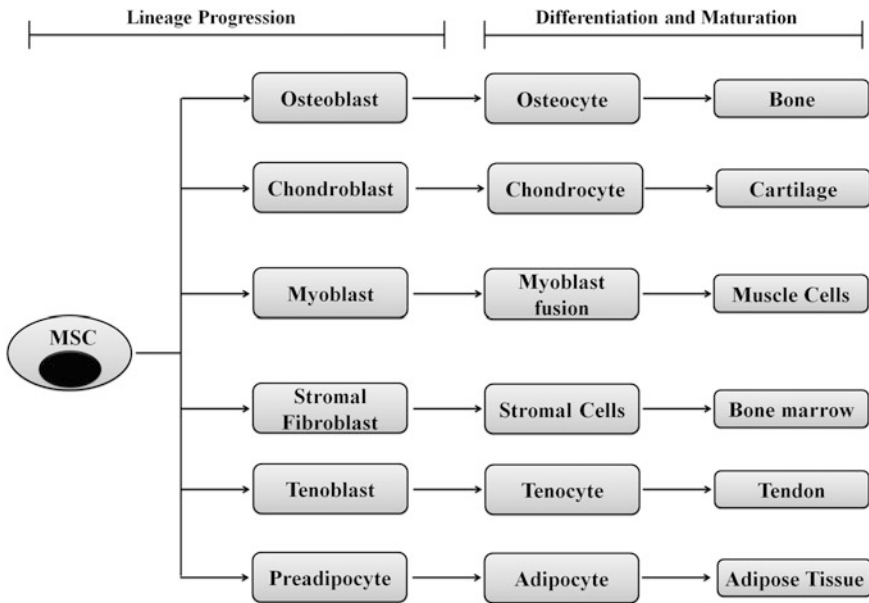 Lineage Progression
Differentiation and Maturation
Osteoblast
Osteocyte
Bone
Chondroblast
Chondrocyte
Cartilage
Myoblast
Myoblast
fusion
Muscle Cells
MSC
Stromal
Fibroblast
Stromal Cells
Bone marrow
Tenoblast
Tenocyte
Tendon
Preadipocyte
Adipocyte
Adipose Tissue